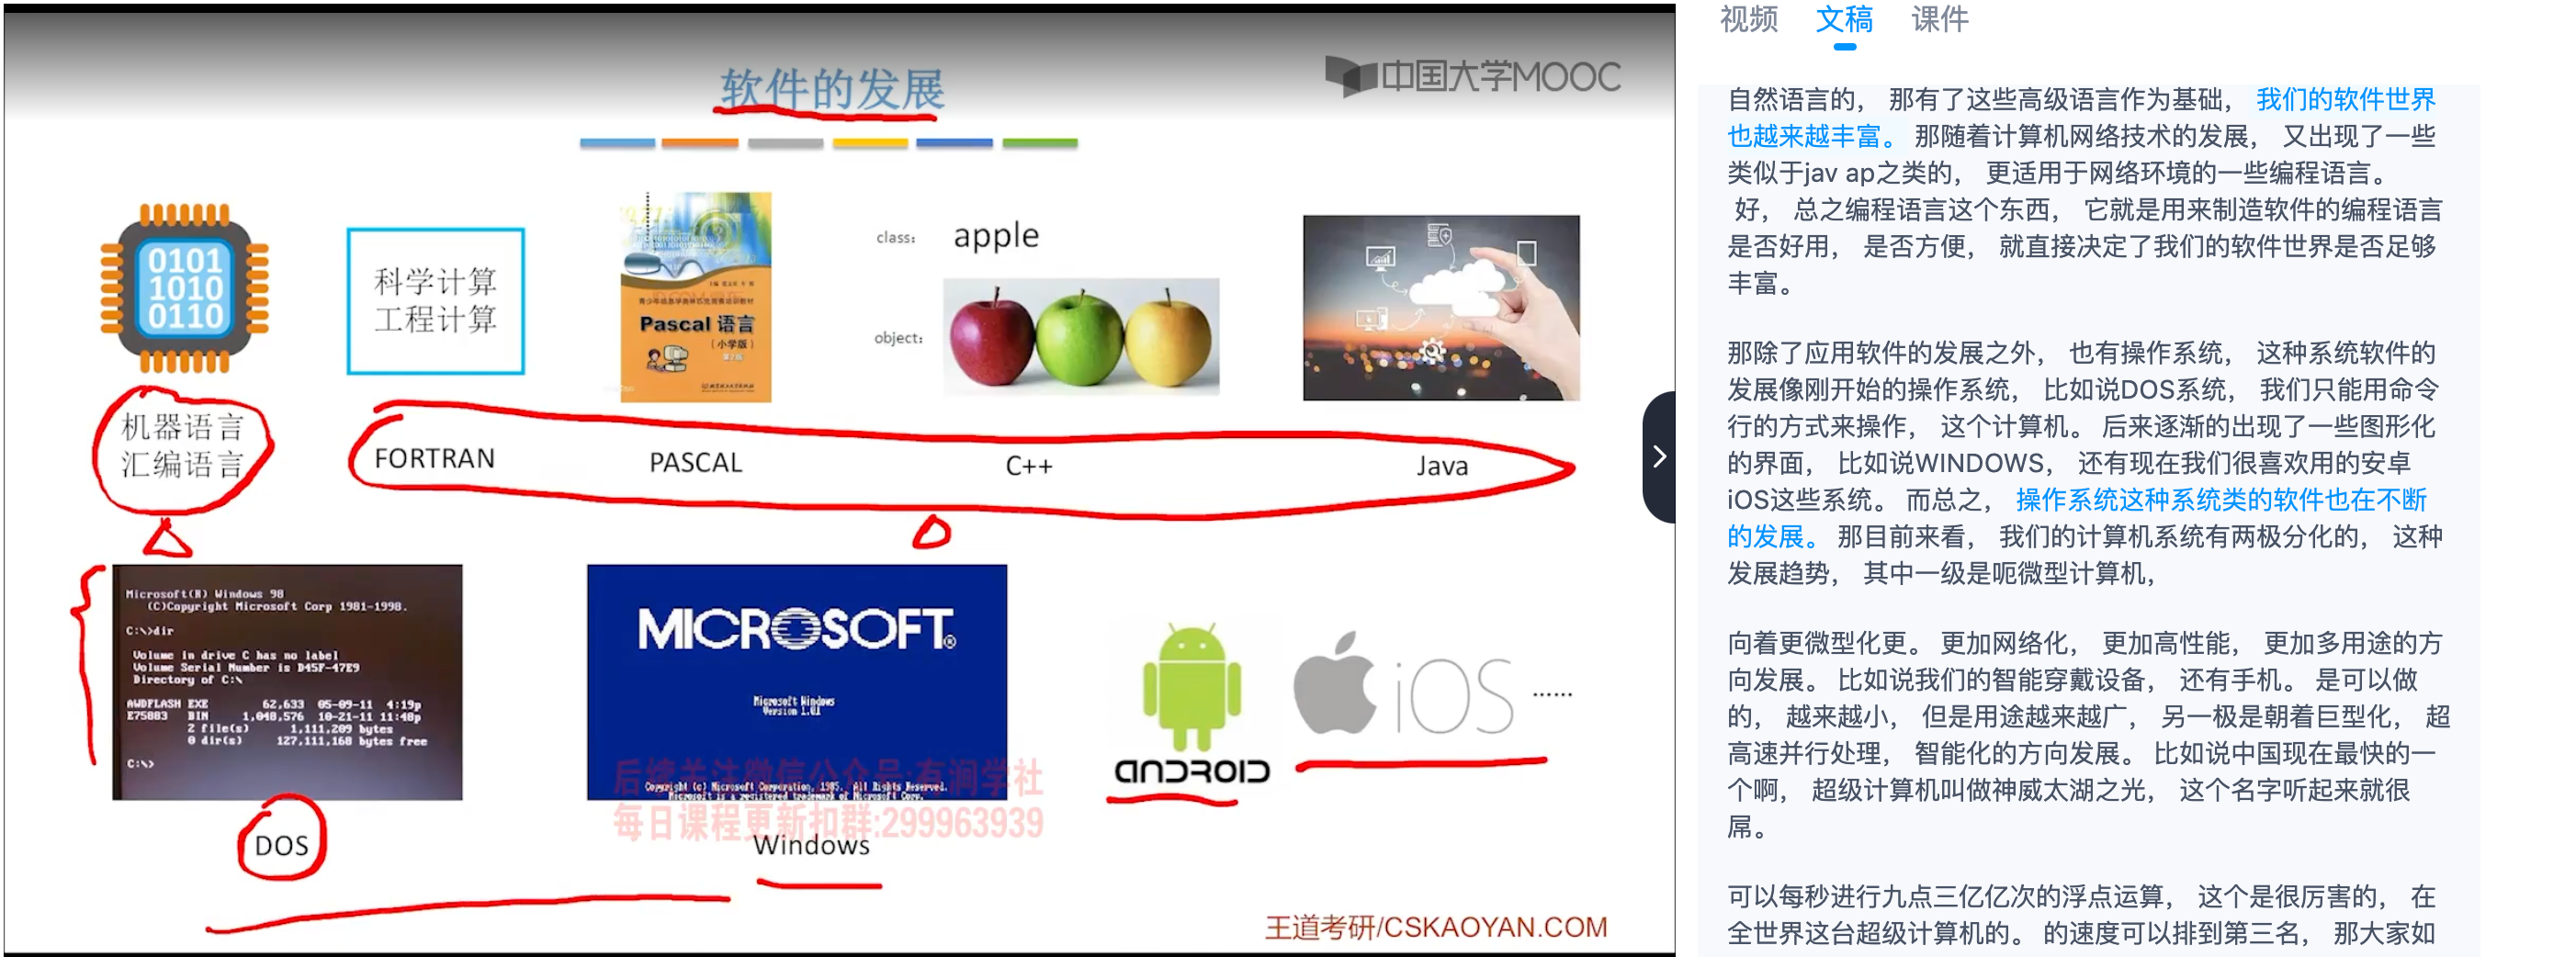 软件的发展
中国大学MOOC
0101
1010
0110
科学计算
工程计算
Pascal 语言
（小学版）
class:
apple
object:
机器语言
汇编语言
FORTRAN
PASCAL
C++
Java
Microsoft(R) Windows 98
(C)Copyright Microsoft Corp 1981-1998.
C:\>dir
Volume in drive C has no label
Volume Serial Number is D45F-47E9
Directory of C:\
AWDFLASH EXE 62,633 05-09-11 4:19p
E75883 BIN 1,048,576 10-21-11 11:48p
2 file(s) 1,111,209 bytes
0 dir(s) 127,111,168 bytes free
C:\>
MICROSOFT®
Microsoft Windows
Version 1.01
Copyright (c) Microsoft Corporation, 1985. All Rights Reserved.
Microsoft is a registered trademark of Microsoft Corp.
ANDROID
iOS
......
后续关注微信公众号:有涧学社
每日课程更新扣群:299963939
DOS
Windows
王道考研/CSKAOYAN.COM
视频 文稿 课件
自然语言的， 那有了这些高级语言作为基础， 我们的软件世界
也越来越丰富。 那随着计算机网络技术的发展， 又出现了一些
类似于jav ap之类的， 更适用于网络环境的一些编程语言。
好， 总之编程语言这个东西， 它就是用来制造软件的编程语言
是否好用， 是否方便， 就直接决定了我们的软件世界是否足够
丰富。
那除了应用软件的发展之外， 也有操作系统， 这种系统软件的
发展像刚开始的操作系统， 比如说DOS系统， 我们只能用命令
行的方式来操作， 这个计算机。 后来逐渐的出现了一些图形化
的界面， 比如说WINDOWS， 还有现在我们很喜欢用的安卓
iOS这些系统。 而总之， 操作系统这种系统类的软件也在不断
的发展。 那目前来看， 我们的计算机系统有两极分化的， 这种
发展趋势， 其中一级是呃微型计算机，
向着更微型化更。 更加网络化， 更加高性能， 更加多用途的方
向发展。 比如说我们的智能穿戴设备， 还有手机。 是可以做
的， 越来越小， 但是用途越来越广， 另一极是朝着巨型化， 超
高速并行处理， 智能化的方向发展。 比如说中国现在最快的一
个啊， 超级计算机叫做神威太湖之光， 这个名字听起来就很
屌。
可以每秒进行九点三亿亿次的浮点运算， 这个是很厉害的， 在
全世界这台超级计算机的。 的速度可以排到第三名， 那大家如